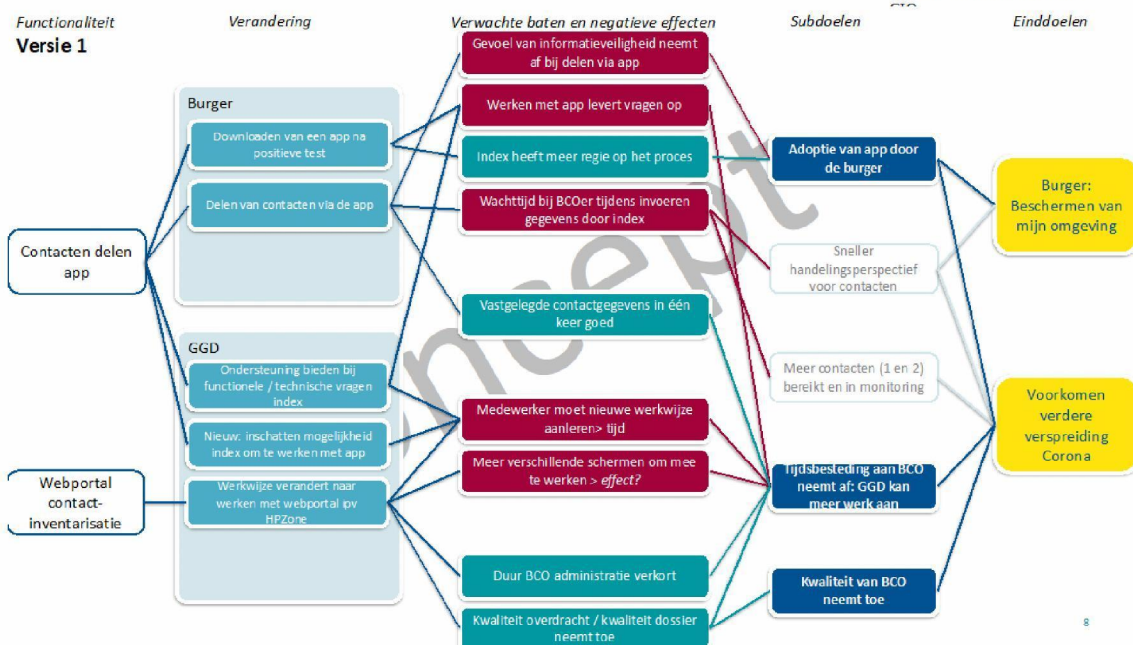 Functionaliteit
Verandering
Verwachte baten en negatieve effecten
Subdoelen
Einddoelen
Versie 1
Contacten delen
app
Webportal
contact-
inventarisatie
Burger
Downloaden van een app na
positieve test
Delen van contacten via de app
GGD
Ondersteuning bieden bij
functionele / technische vragen
index
Nieuw: inschatten mogelijkheid
index om te werken met app
Werkwijze verandert naar
werken met webportal ipv
HPZone
Gevoel van informatieveiligheid neemt
af bij delen via app
Werken met app levert vragen op
Index heeft meer regie op het proces
Wachttijd bij BCOer tijdens invoeren
gegevens door index
Vastgelegde contactgegevens in één
keer goed
Medewerker moet nieuwe werkwijze
aanleren> tijd
Meer verschillende schermen om mee
te werken > effect?
Duur BCO administratie verkort
Kwaliteit overdracht / kwaliteit dossier
neemt toe
Adoptie van app door
de burger
Sneller
handelingsperspectief
voor contacten
Meer contacten (1 en 2)
bereikt en in monitoring
Tijdsbesteding aan BCO
neemt af: GGD kan
meer werk aan
Kwaliteit van BCO
neemt toe
Burger:
Beschermen van
mijn omgeving
Voorkomen
verdere
verspreiding
Corona
concept
8